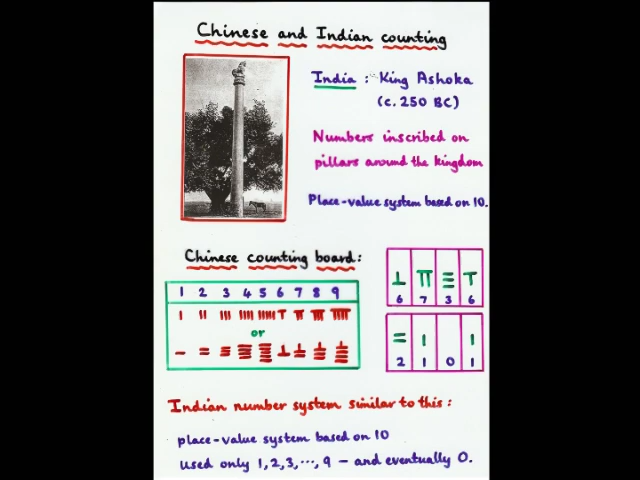 Chinese and Indian counting
India : King Ashoka
(c. 250 BC)
Numbers inscribed on
pillars around the kingdom
Place-value system based on 10.
Chinese counting board:
1 2 3 4 5 6 7 8 9
or
6 7 3 6
2 1 0 1
Indian number system similar to this:
place-value system based on 10
used only 1, 2, 3, ..., 9 – and eventually 0.